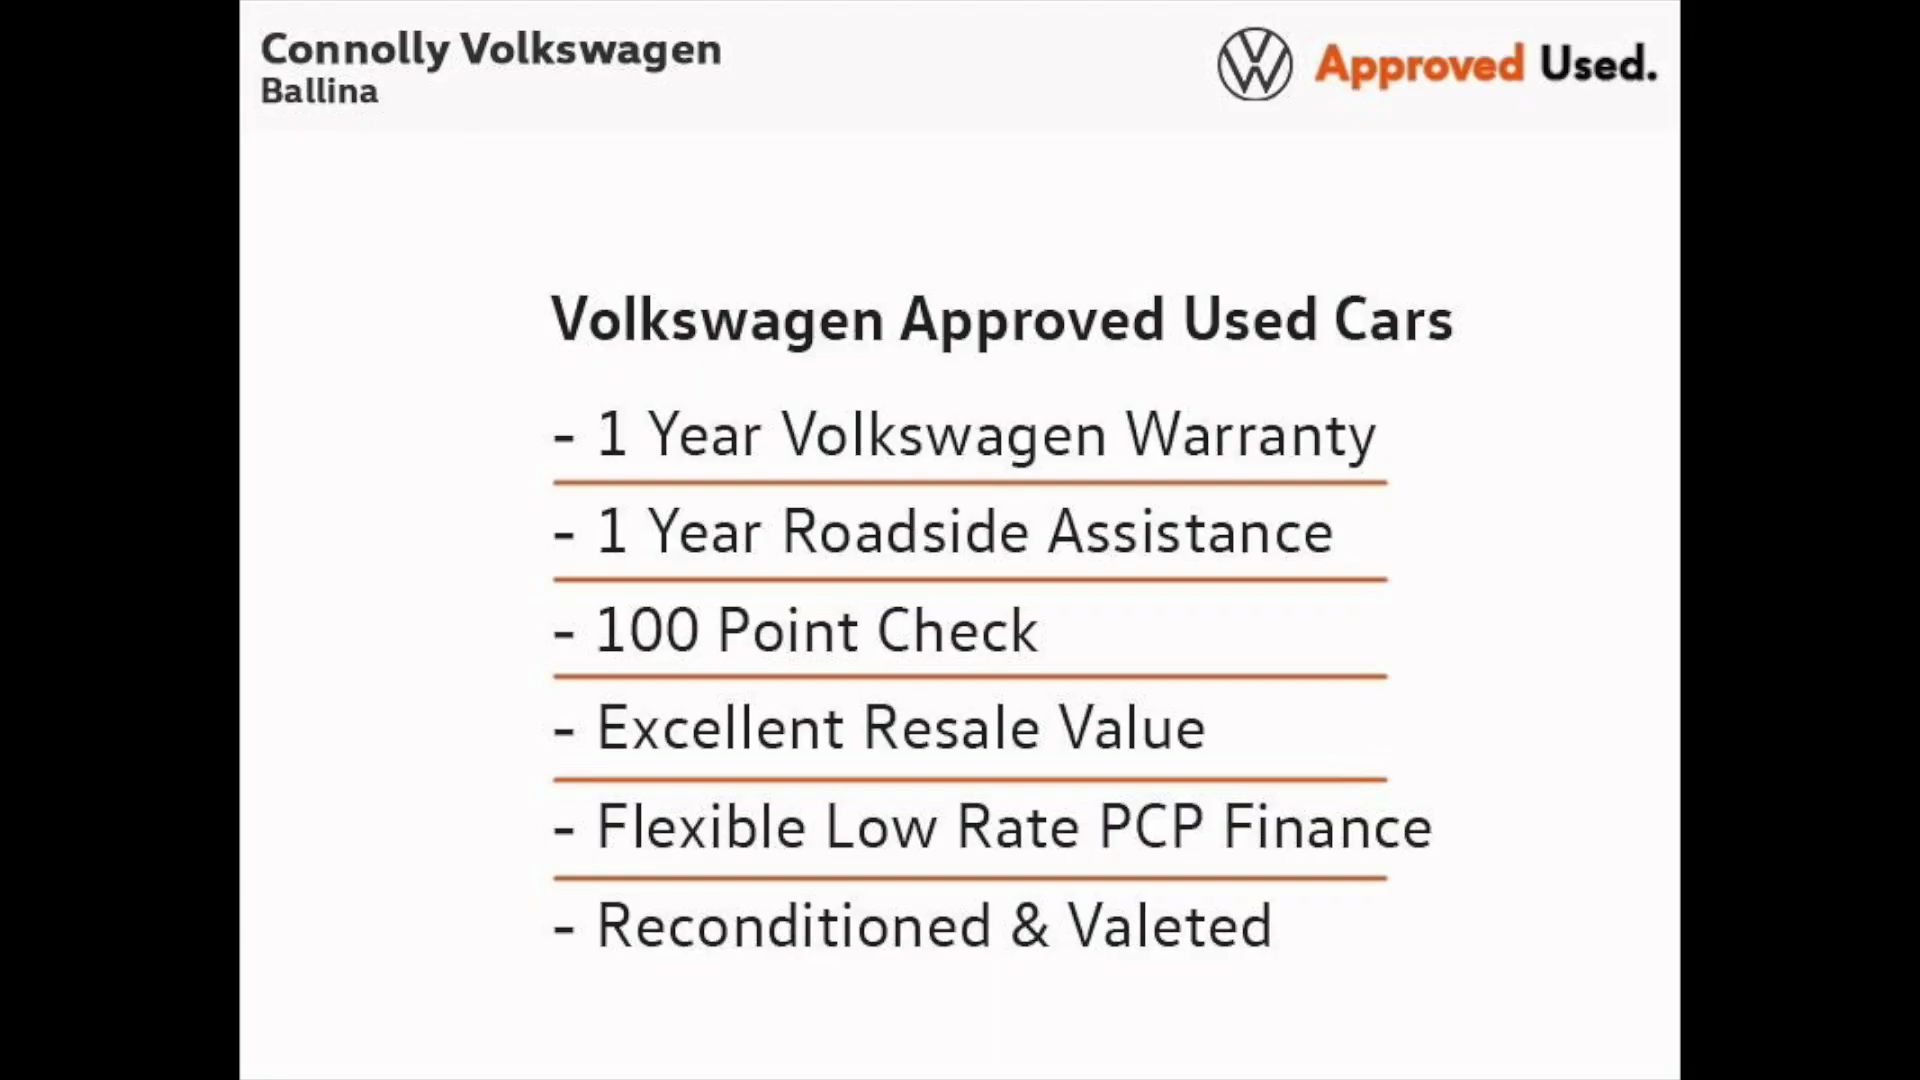 Connolly Volkswagen
Ballina
Approved Used.
Volkswagen Approved Used Cars
- 1 Year Volkswagen Warranty
- 1 Year Roadside Assistance
- 100 Point Check
- Excellent Resale Value
- Flexible Low Rate PCP Finance
- Reconditioned & Valeted